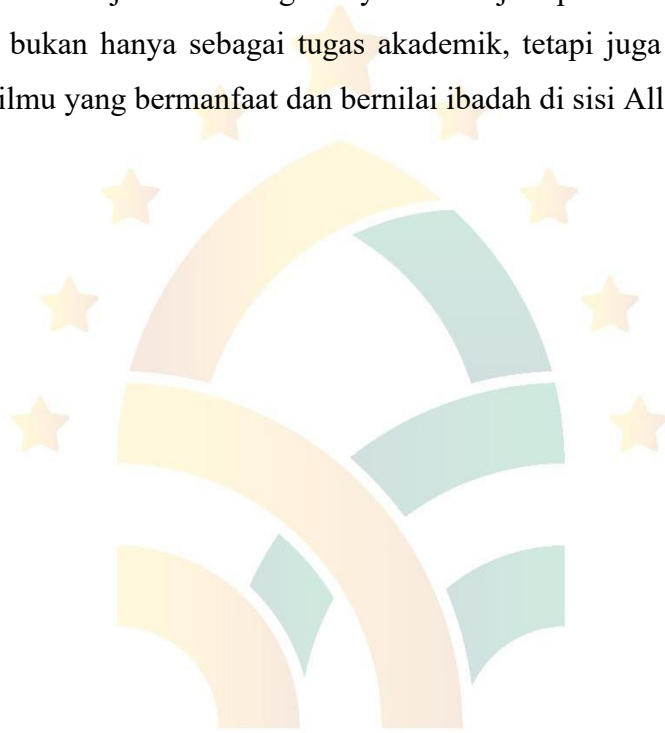 bukan hanya sebagai tugas akademik, tetapi juga
ilmu yang bermanfaat dan bernilai ibadah di sisi All